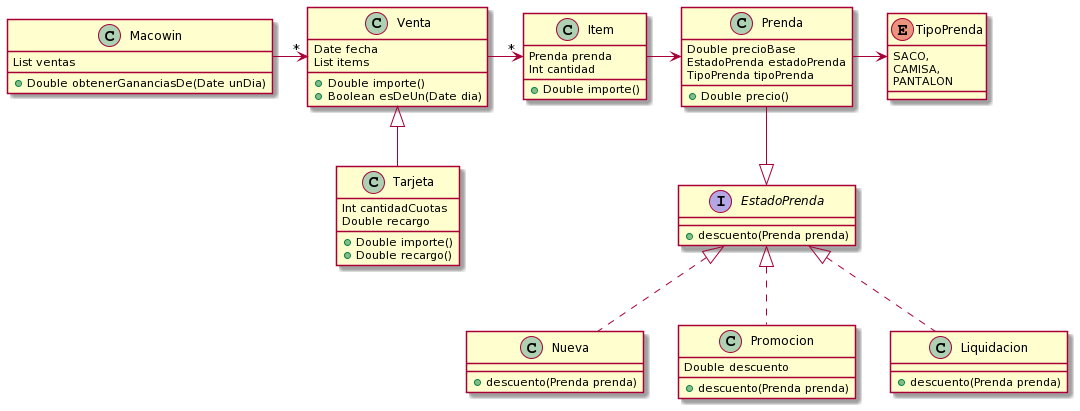 C Macowin
List ventas
Double obtenerGananciasDe(Date unDia)
*
C Venta
Date fecha
List items
Double importe()
Boolean esDeUn(Date dia)
*
C Item
Prenda prenda
Int cantidad
Double importe()
C Prenda
Double precioBase
EstadoPrenda estadoPrenda
TipoPrenda tipoPrenda
Double precio()
E TipoPrenda
SACO,
CAMISA,
PANTALON
C Tarjeta
Int cantidadCuotas
Double recargo
Double importe()
Double recargo()
I EstadoPrenda
descuento(Prenda prenda)
C Nueva
descuento(Prenda prenda)
C Promocion
Double descuento
descuento(Prenda prenda)
C Liquidacion
descuento(Prenda prenda)